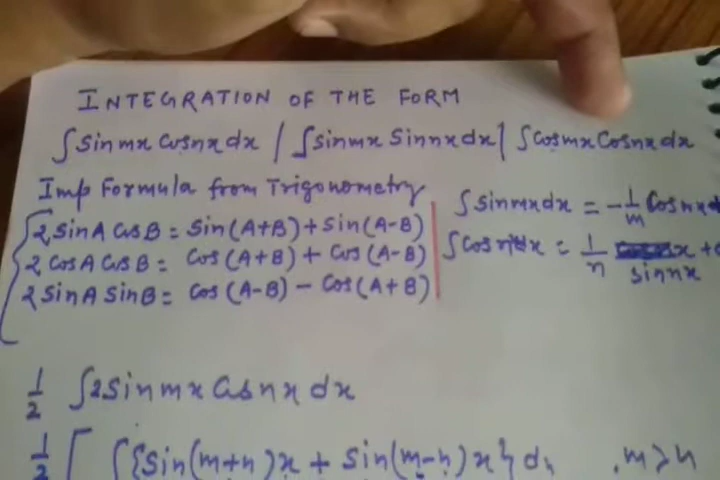 INTEGRATION OF THE FORM
∫Sin mx Cos nx dx / ∫sin mx Sin nx dx / ∫Cos mx Cos nx dx
Imp Formula from Trigonometry
2 Sin A Cos B = Sin(A+B) + Sin(A-B)
2 Cos A Cos B = Cos(A+B) + Cos(A-B)
2 Sin A Sin B = Cos(A-B) - Cos(A+B)
∫sin mx dx = -1/m Cos mx
∫Cos nx dx = 1/n x +
sin nx
1/2 ∫2 Sin mx Cos nx dx
1/2 [ ∫{Sin(m+n)x + Sin(m-n)x} d, m>n